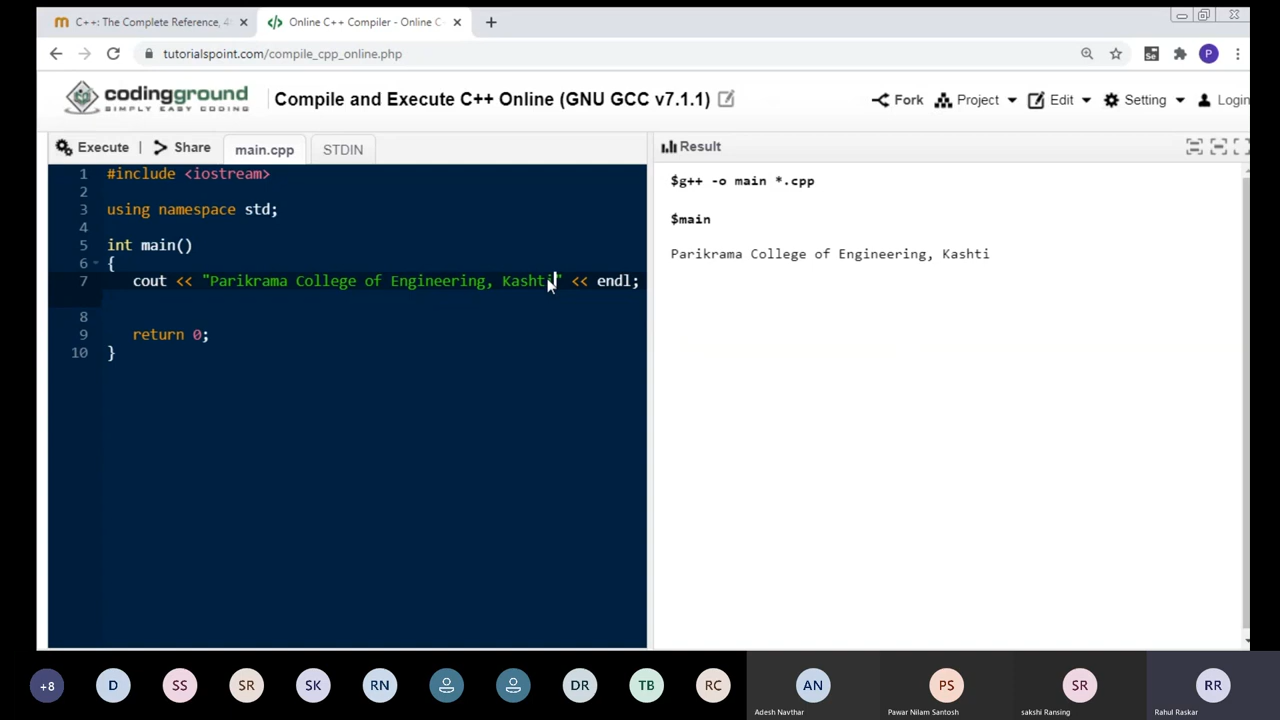 C++: The Complete Reference, 4
Online C++ Compiler - Online C
tutorialspoint.com/compile_cpp_online.php
Se
P
codingground
SIMPLY EASY CODING
Compile and Execute C++ Online (GNU GCC v7.1.1)
Fork
Project
Edit
Setting
Login
Execute | Share
main.cpp
STDIN
Result
1 #include <iostream>
2
3 using namespace std;
4
5 int main()
6 {
7 cout << "Parikrama College of Engineering, Kashti" << endl;
8
9 return 0;
10 }
$g++ -o main *.cpp
$main
Parikrama College of Engineering, Kashti
+8
D
SS
SR
SK
RN
DR
TB
RC
AN
PS
SR
RR
Adesh Navthar
Pawar Nilam Santosh
sakshi Ransing
Rahul Raskar